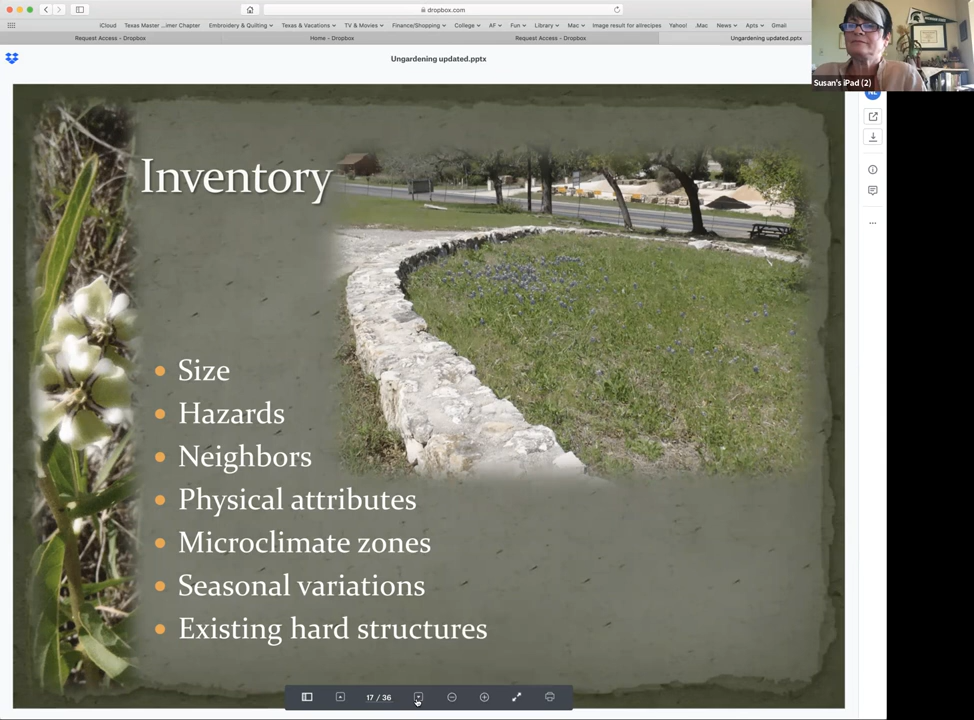 dropbox.com
iCloud Texas Master ...imer Chapter Embroidery & Quilting Texas & Vacations TV & Movies Finance/Shopping College AF Fun Library Mac Image result for allrecipes Yahoo! .Mac News Apts Gmail
Request Access - Dropbox Home - Dropbox Request Access - Dropbox Ungardening updated.pptx
Ungardening updated.pptx
Susan's iPad (2)
Inventory
Size
Hazards
Neighbors
Physical attributes
Microclimate zones
Seasonal variations
Existing hard structures
17 / 36